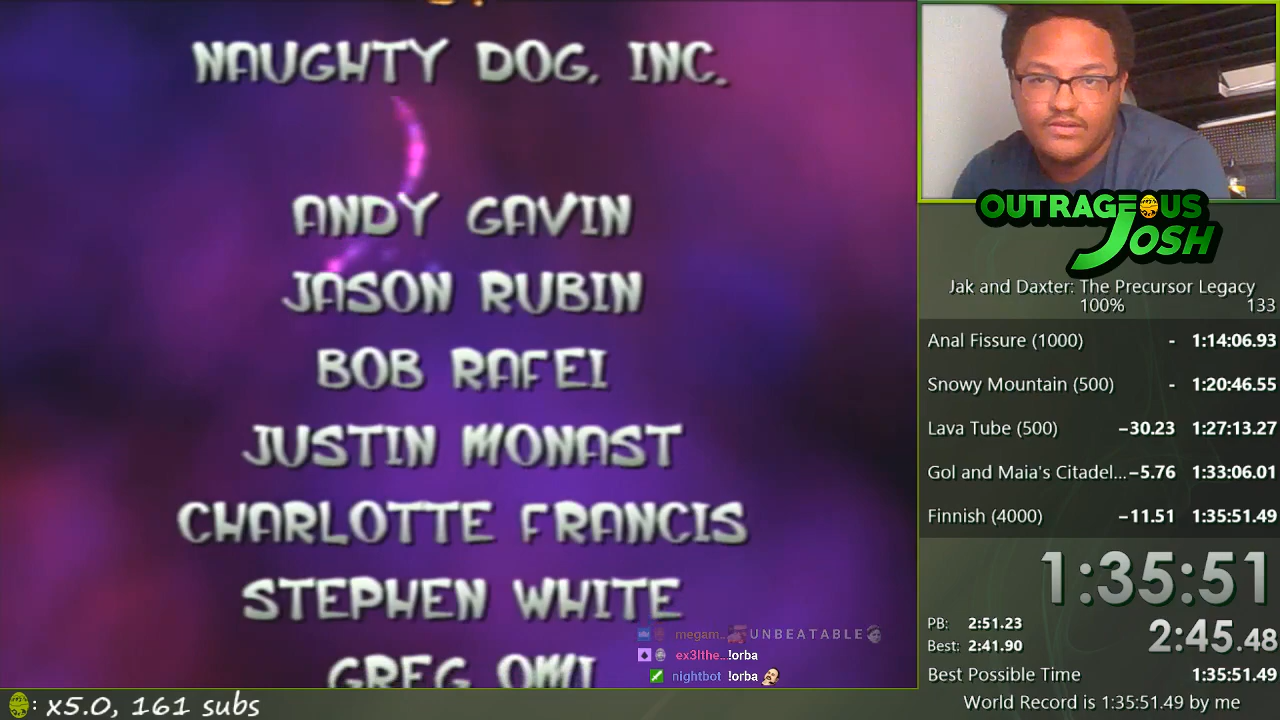 NAUGHTY DOG, INC.
ANDY GAVIN
JASON RUBIN
BOB RAFEI
JUSTIN MONAST
CHARLOTTE FRANCIS
STEPHEN WHITE
GREG OMI
megam… UNBEATABLE
ex3lthe… !orba
nightbot !orba
: x5.0, 161 subs
OUTRAGEOUS
JOSH
Jak and Daxter: The Precursor Legacy
100% 133
Anal Fissure (1000) - 1:14:06.93
Snowy Mountain (500) - 1:20:46.55
Lava Tube (500) −30.23 1:27:13.27
Gol and Maia's Citadel... −5.76 1:33:06.01
Finnish (4000) −11.51 1:35:51.49
1:35:51
PB: 2:51.23
Best: 2:41.90
2:45.48
Best Possible Time 1:35:51.49
World Record is 1:35:51.49 by me